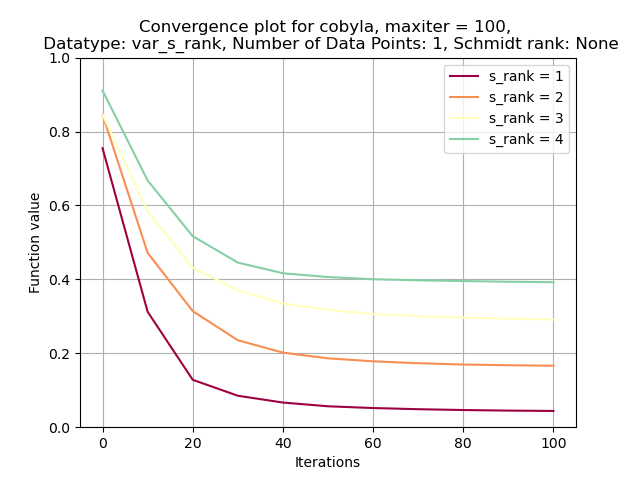 Convergence plot for cobyla, maxiter = 100,
Datatype: var_s_rank, Number of Data Points: 1, Schmidt rank: None
s_rank = 1
s_rank = 2
s_rank = 3
s_rank = 4
Function value
1.0
0.8
0.6
0.4
0.2
0.0
0 20 40 60 80 100
Iterations